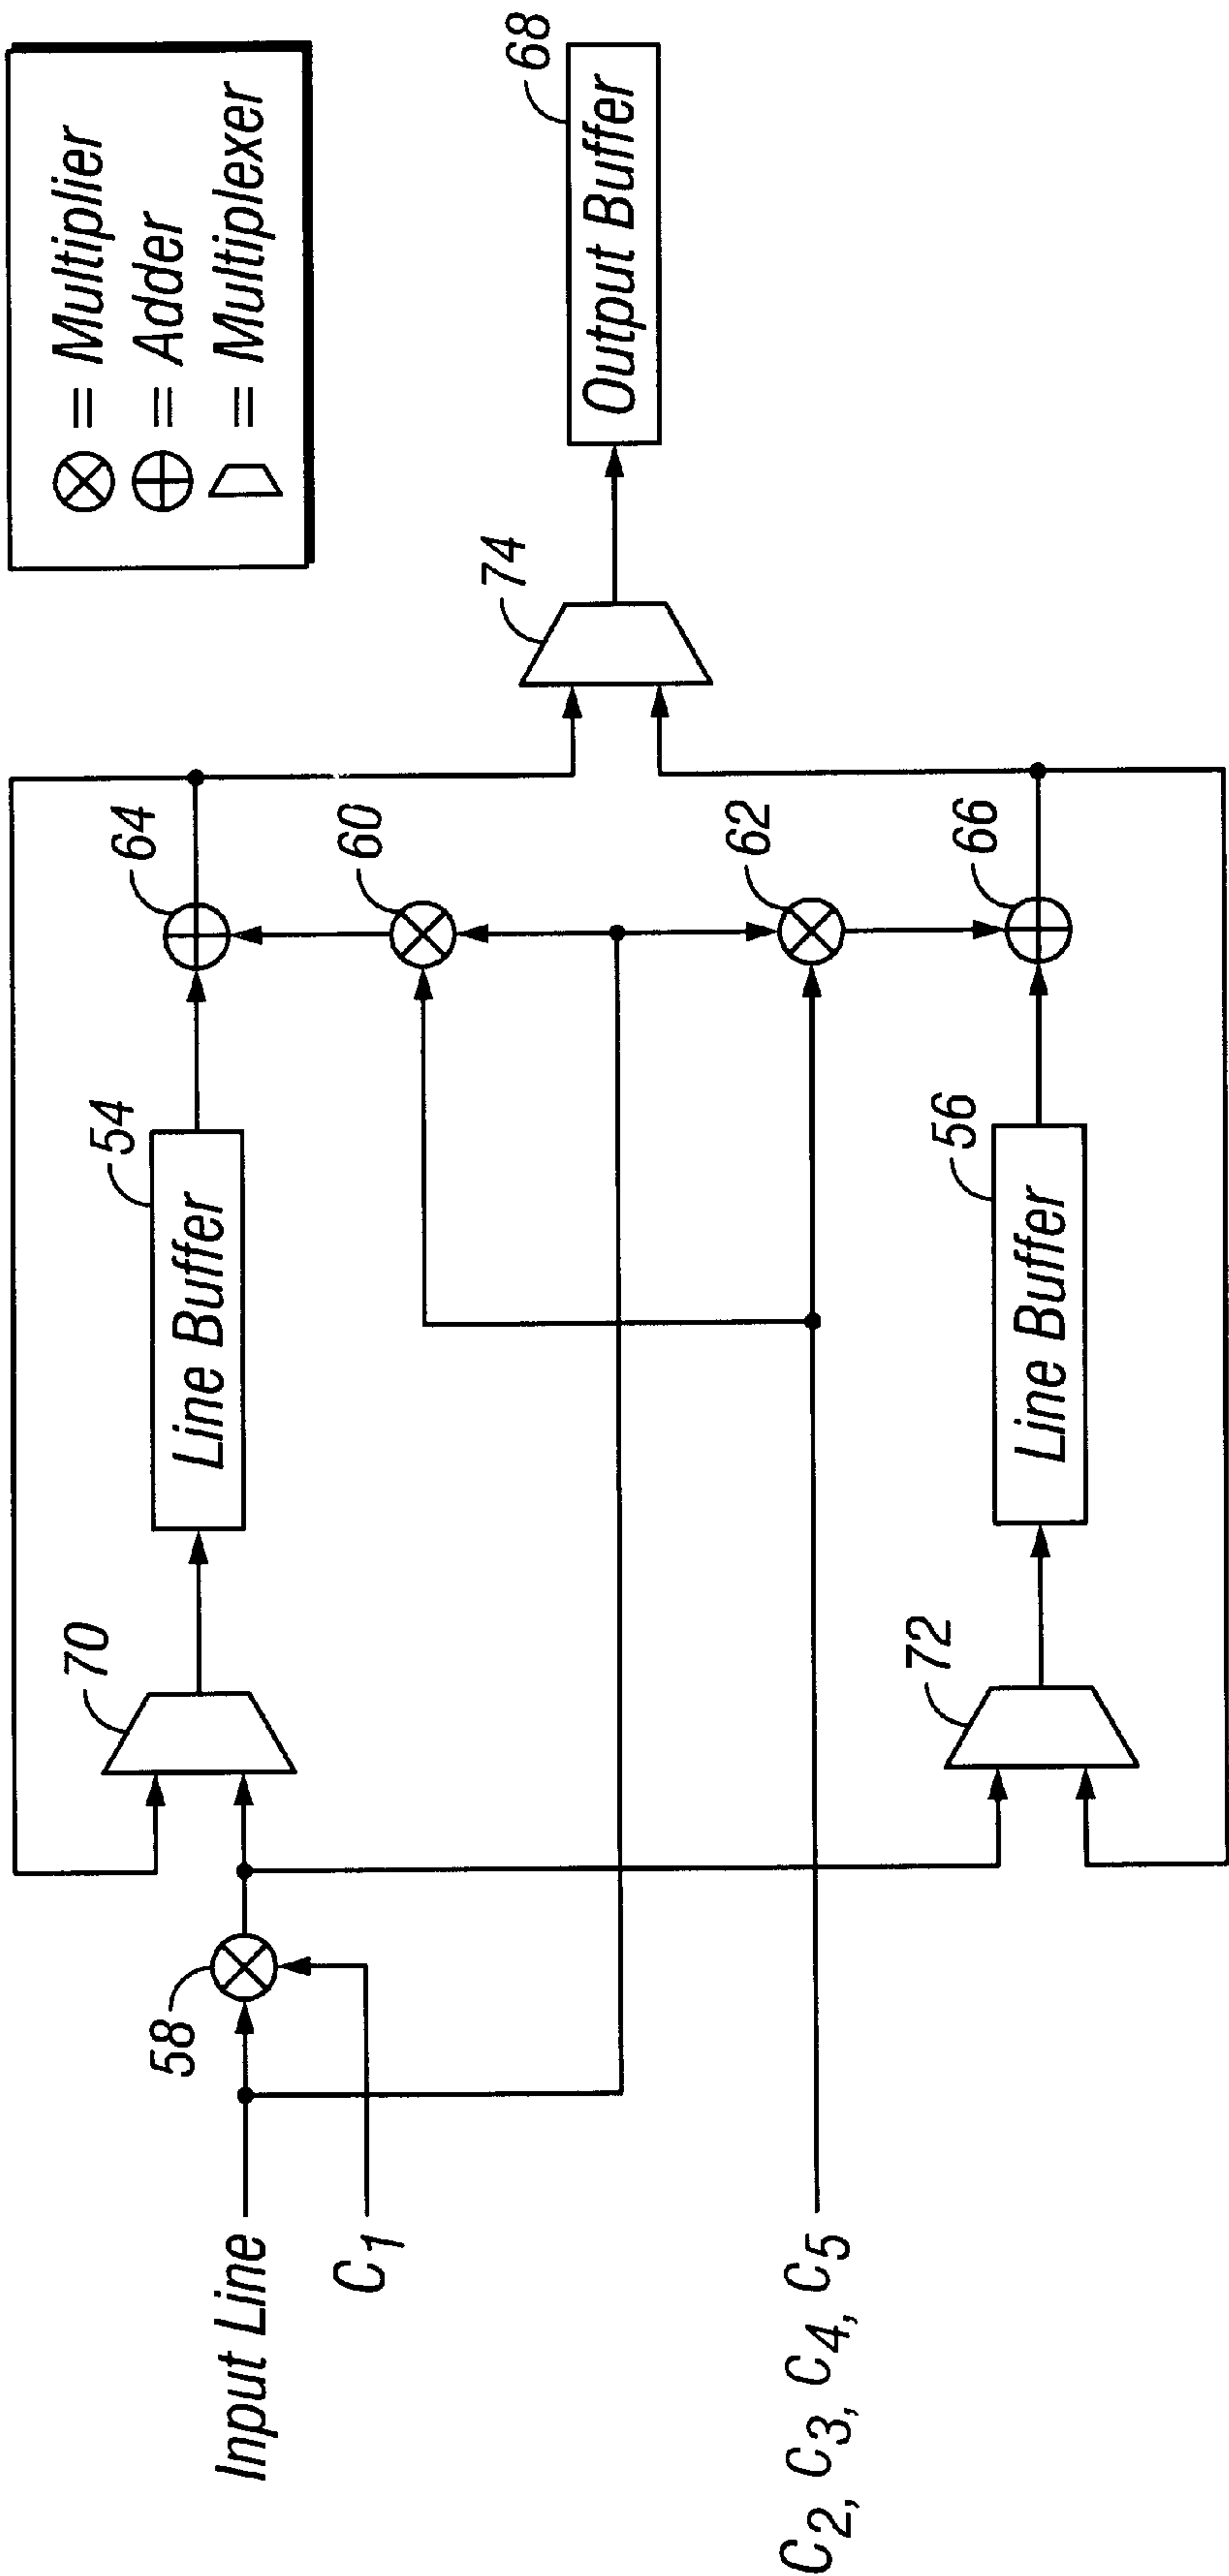 ⊗ = Multiplier
⊕ = Adder
= Multiplexer
64
54
70
58
Line Buffer
Input Line
C1
60
74
68
Output Buffer
62
C2, C3, C4, C5
66
56
72
Line Buffer